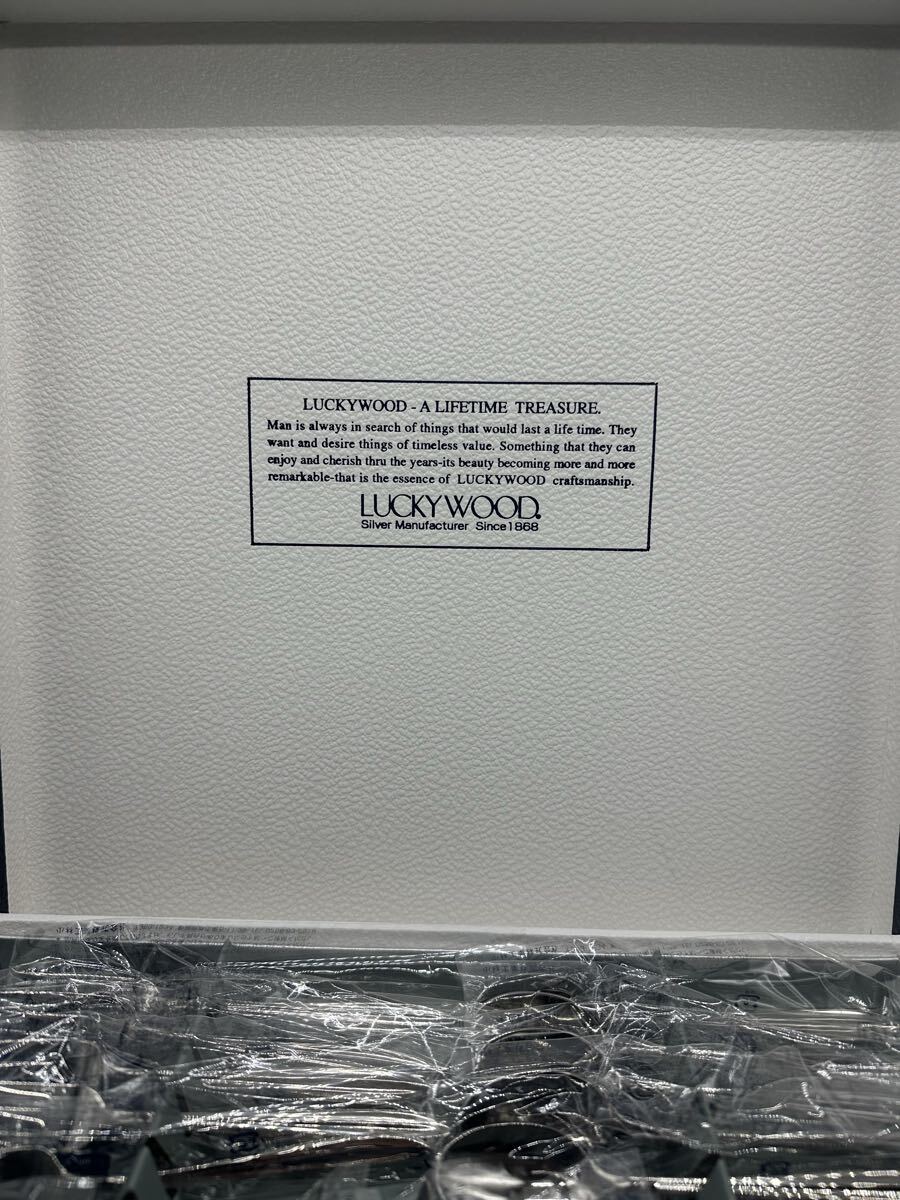 LUCKYWOOD - A LIFETIME TREASURE.
Man is always in search of things that would last a life time. They
want and desire things of timeless value. Something that they can
enjoy and cherish thru the years-its beauty becoming more and more
remarkable-that is the essence of LUCKYWOOD craftsmanship.
LUCKYWOOD.
Silver Manufacturer Since 1868